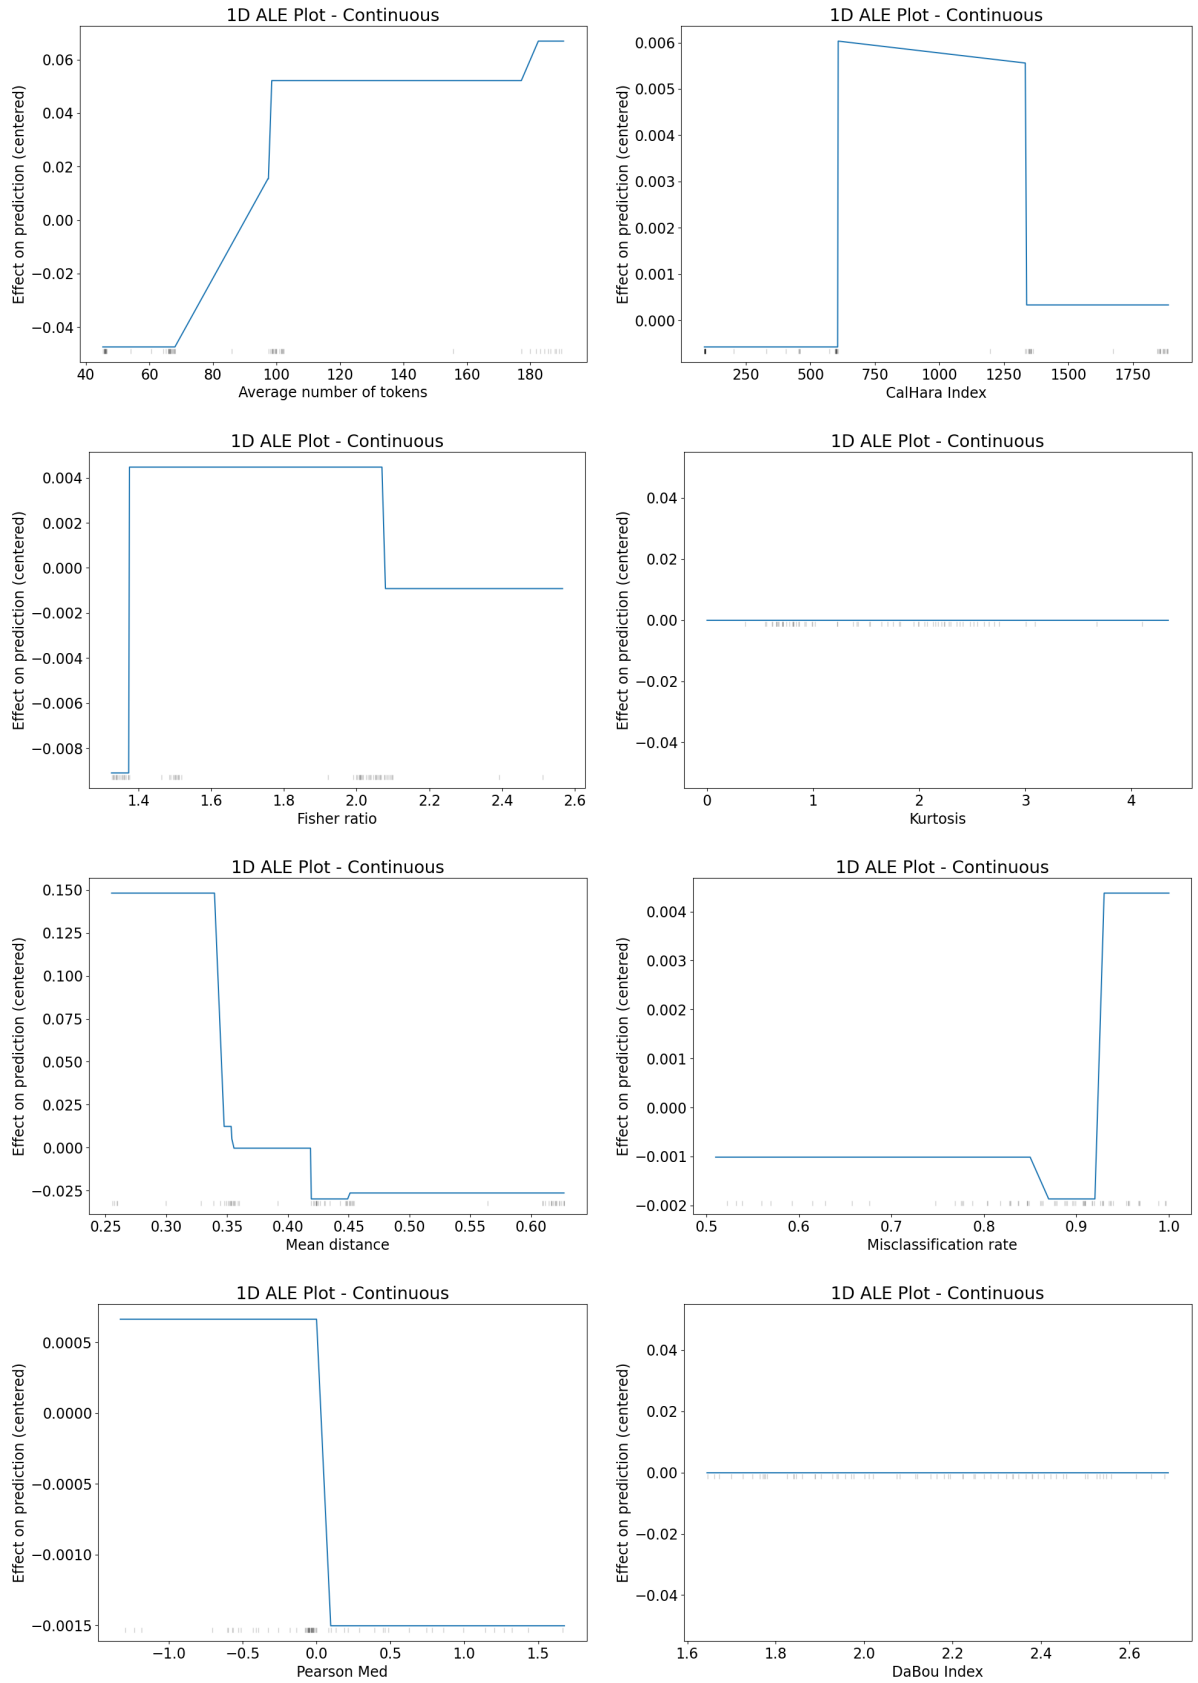 1D ALE Plot - Continuous
Effect on prediction (centered)
0.06
0.04
0.02
0.00
−0.02
−0.04
40 60 80 100 120 140 160 180
Average number of tokens
1D ALE Plot - Continuous
Effect on prediction (centered)
0.006
0.005
0.004
0.003
0.002
0.001
0.000
250 500 750 1000 1250 1500 1750
CalHara Index
1D ALE Plot - Continuous
Effect on prediction (centered)
0.004
0.002
0.000
−0.002
−0.004
−0.006
−0.008
1.4 1.6 1.8 2.0 2.2 2.4 2.6
Fisher ratio
1D ALE Plot - Continuous
Effect on prediction (centered)
0.04
0.02
0.00
−0.02
−0.04
0 1 2 3 4
Kurtosis
1D ALE Plot - Continuous
Effect on prediction (centered)
0.150
0.125
0.100
0.075
0.050
0.025
0.000
−0.025
0.25 0.30 0.35 0.40 0.45 0.50 0.55 0.60
Mean distance
1D ALE Plot - Continuous
Effect on prediction (centered)
0.004
0.003
0.002
0.001
0.000
−0.001
−0.002
0.5 0.6 0.7 0.8 0.9 1.0
Misclassification rate
1D ALE Plot - Continuous
Effect on prediction (centered)
0.0005
0.0000
−0.0005
−0.0010
−0.0015
−1.0 −0.5 0.0 0.5 1.0 1.5
Pearson Med
1D ALE Plot - Continuous
Effect on prediction (centered)
0.04
0.02
0.00
−0.02
−0.04
1.6 1.8 2.0 2.2 2.4 2.6
DaBou Index